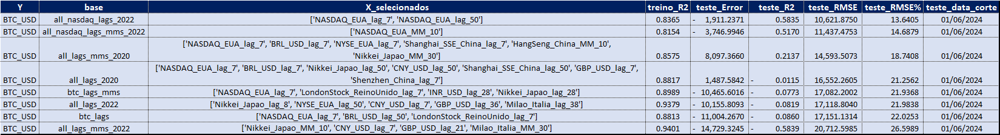 Y base X_selecionados treino_R2 teste_Error teste_R2 teste_RMSE teste_RMSE% teste_data_corte
BTC_USD all_nasdaq_lags_2022 ['NASDAQ_EUA_lag_7', 'NASDAQ_EUA_lag_50'] 0.8365 - 1,911.2371 0.5835 10,621.8750 13.6405 01/06/2024
BTC_USD all_nasdaq_lags_mms_2022 ['NASDAQ_EUA_MM_10'] 0.8154 - 3,746.9946 0.5170 11,437.4753 14.6879 01/06/2024
['NASDAQ_EUA_lag_7', 'BRL_USD_lag_7', 'NYSE_EUA_lag_7', 'Shanghai_SSE_China_lag_7', 'HangSeng_China_MM_10',
BTC_USD all_lags_mms_2020 'Nikkei_Japao_MM_30'] 0.8575 8,097.3660 0.2137 14,593.5073 18.7408 01/06/2024
['NASDAQ_EUA_lag_7', 'BRL_USD_lag_7', 'Nikkei_Japao_lag_50', 'CNY_USD_lag_50', 'Shanghai_SSE_China_lag_50', 'GBP_USD_lag_7',
BTC_USD all_lags_2020 'Shenzhen_China_lag_7'] 0.8817 1,487.5842 - 0.0115 16,552.2605 21.2562 01/06/2024
BTC_USD btc_lags_mms ['NASDAQ_EUA_lag_7', 'LondonStock_ReinoUnido_lag_7', 'INR_USD_lag_28', 'Nikkei_Japao_lag_28'] 0.8989 - 10,465.6016 - 0.0773 17,082.2002 21.9368 01/06/2024
BTC_USD all_lags_2022 ['Nikkei_Japao_lag_8', 'NYSE_EUA_lag_50', 'CNY_USD_lag_7', 'GBP_USD_lag_36', 'Milao_Italia_lag_38'] 0.9379 - 10,155.8093 - 0.0819 17,118.8040 21.9838 01/06/2024
BTC_USD btc_lags ['NASDAQ_EUA_lag_7', 'BRL_USD_lag_50', 'LondonStock_ReinoUnido_lag_7'] 0.8813 - 11,004.2670 - 0.0860 17,151.1314 22.0253 01/06/2024
BTC_USD all_lags_mms_2022 ['Nikkei_Japao_MM_10', 'CNY_USD_lag_7', 'GBP_USD_lag_21', 'Milao_Italia_MM_30'] 0.9401 - 14,729.3245 - 0.5839 20,712.5985 26.5989 01/06/2024